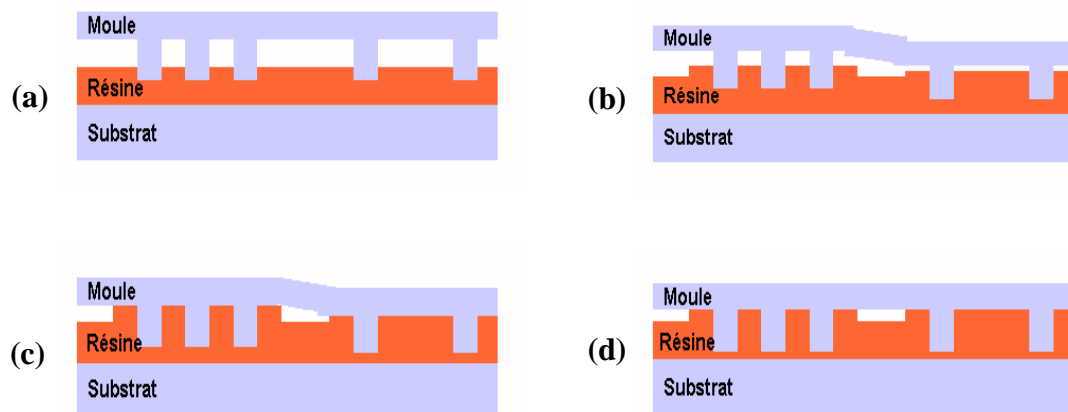 Moule
(a)
Résine
Substrat
Moule
(b)
Résine
Substrat
Moule
(c)
Résine
Substrat
Moule
(d)
Résine
Substrat